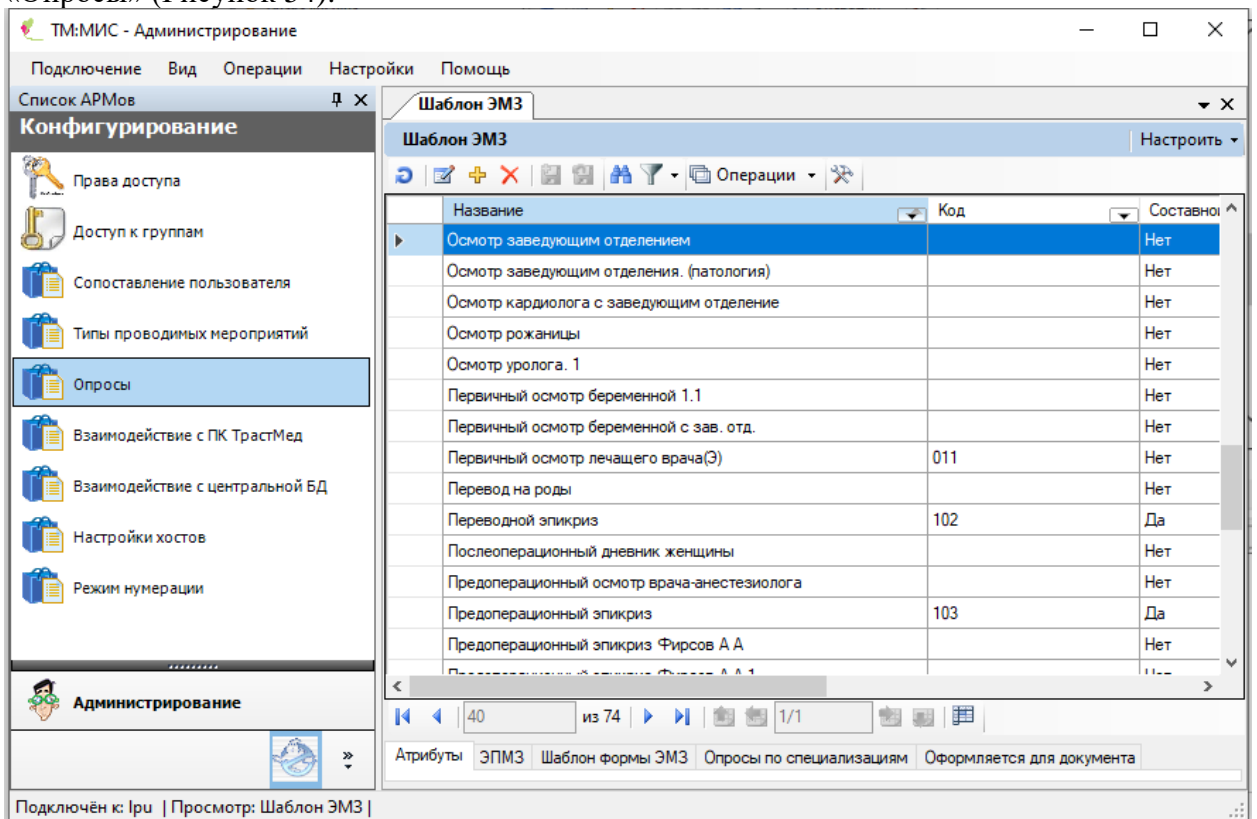 «Опросы» (Рисунок 34).
ТМ:МИС - Администрирование
Подключение Вид Операции Настройки Помощь
Список АРМов
Конфигурирование
Права доступа
Доступ к группам
Сопоставление пользователя
Типы проводимых мероприятий
Опросы
Взаимодействие с ПК ТрастМед
Взаимодействие с центральной БД
Настройки хостов
Режим нумерации
Администрирование
Шаблон ЭМЗ
Шаблон ЭМЗ Настроить
Операции
Название Код Составно
Осмотр заведующим отделением Нет
Осмотр заведующим отделения. (патология) Нет
Осмотр кардиолога с заведующим отделение Нет
Осмотр рожаницы Нет
Осмотр уролога. 1 Нет
Первичный осмотр беременной 1.1 Нет
Первичный осмотр беременной с зав. отд. Нет
Первичный осмотр лечащего врача(Э) 011 Нет
Перевод на роды Нет
Переводной эпикриз 102 Да
Послеоперационный дневник женщины Нет
Предоперационный осмотр врача-анестезиолога Нет
Предоперационный эпикриз 103 Да
Предоперационный эпикриз Фирсов А А Нет
40 из 74 1/1
Атрибуты ЭПМЗ Шаблон формы ЭМЗ Опросы по специализациям Оформляется для документа
Подключён к: lpu | Просмотр: Шаблон ЭМЗ |